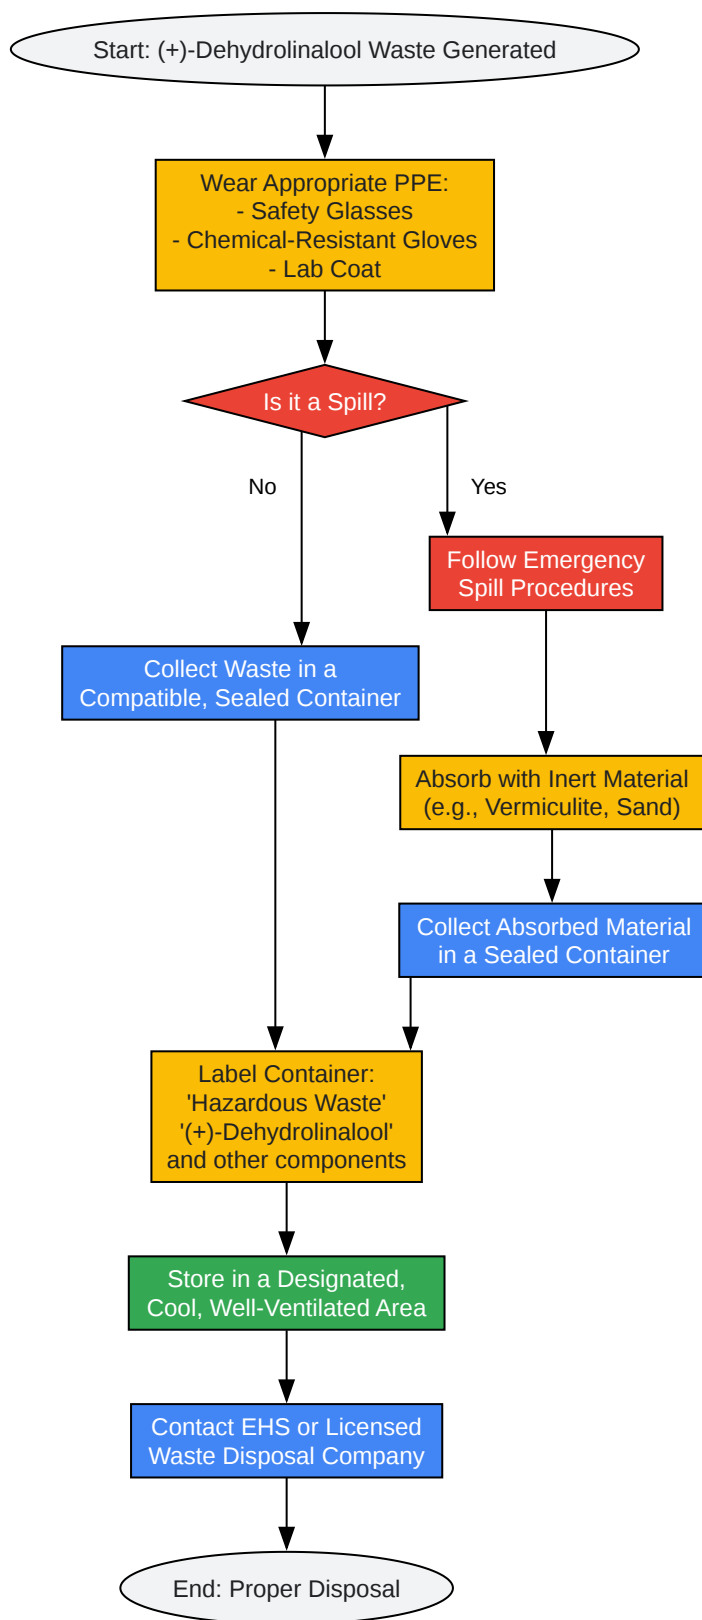 Start: (+)-Dehydrolinalool Waste Generated
Wear Appropriate PPE:
- Safety Glasses
- Chemical-Resistant Gloves
- Lab Coat
Is it a Spill?
No
Yes
Follow Emergency
Spill Procedures
Collect Waste in a
Compatible, Sealed Container
Absorb with Inert Material
(e.g., Vermiculite, Sand)
Collect Absorbed Material
in a Sealed Container
Label Container:
'Hazardous Waste'
'(+)-Dehydrolinalool'
and other components
Store in a Designated,
Cool, Well-Ventilated Area
Contact EHS or Licensed
Waste Disposal Company
End: Proper Disposal